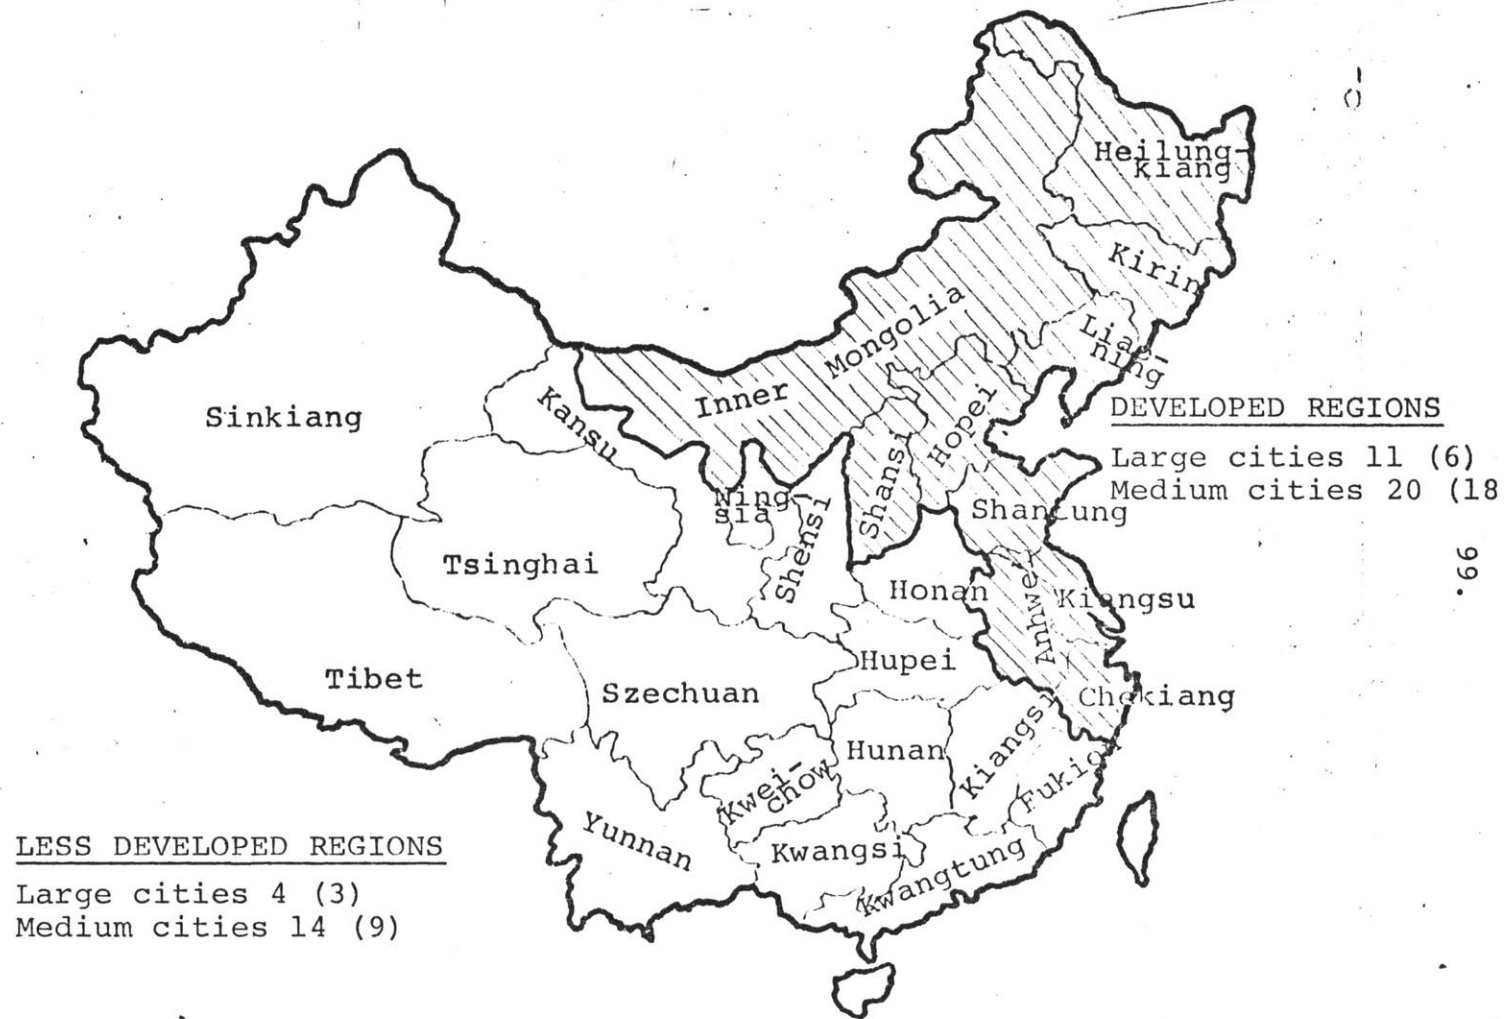 Heilung-
kiang
Kirin
Liao-
ning
Inner Mongolia
Hopei
Shansi
Sinkiang
Kansu
DEVELOPED REGIONS
Large cities 11 (6)
Medium cities 20 (18
Ning-
sia
Shensi
Shantung
Tsinghai
Honan
Anhwei
Kiangsu
66.
Tibet
Szechuan
Hupei
Chekiang
Hunan
Kiangsi
Fukien
Kwei-
chow
Yunnan
Kwangsi
Kwangtung
LESS DEVELOPED REGIONS
Large cities 4 (3)
Medium cities 14 (9)